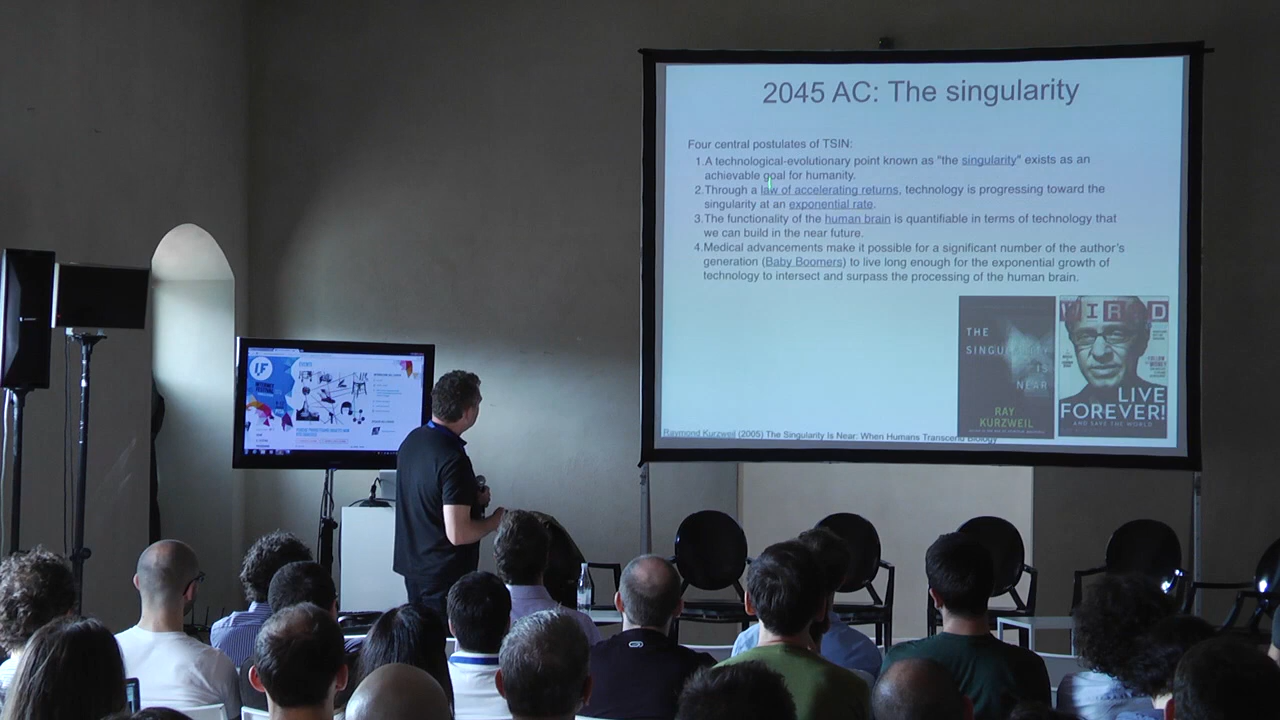 2045 AC: The singularity
Four central postulates of TSIN:
1.A technological-evolutionary point known as "the singularity" exists as an
achievable goal for humanity.
2.Through a law of accelerating returns, technology is progressing toward the
singularity at an exponential rate.
3.The functionality of the human brain is quantifiable in terms of technology that
we can build in the near future.
4.Medical advancements make it possible for a significant number of the author's
generation (Baby Boomers) to live long enough for the exponential growth of
technology to intersect and surpass the processing of the human brain.
THE
SINGULARITY
IS
NEAR
RAY
KURZWEIL
WIRED
LIVE
FOREVER!
AND SAVE THE WORLD
Raymond Kurzweil (2005) The Singularity Is Near: When Humans Transcend Biology
IF
INTERNET
FESTIVAL
EVENTS